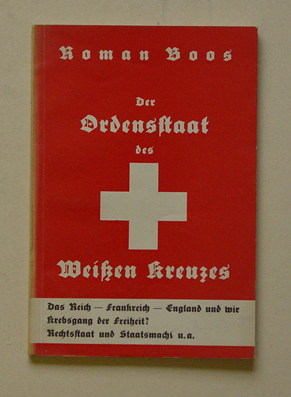 Roman Boos
Der
Ordensstaat
des
Weißen Kreuzes
Das Reich — Frankreich — England und wir
Krebsgang der Freiheit?
Rechtsstaat und Staatsmacht u. a.